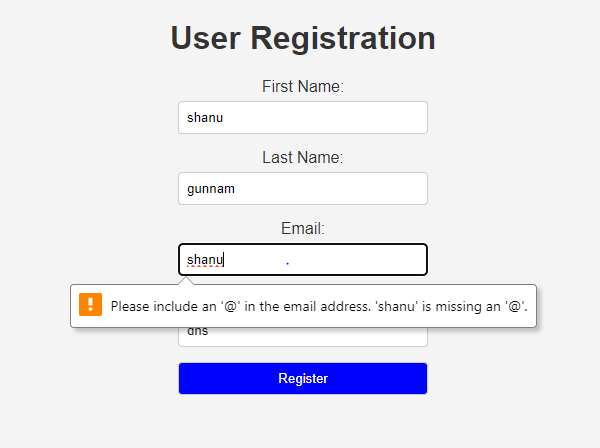 User Registration
First Name:
shanu
Last Name:
gunnam
Email:
shanu
! Please include an '@' in the email address. 'shanu' is missing an '@'.
Register